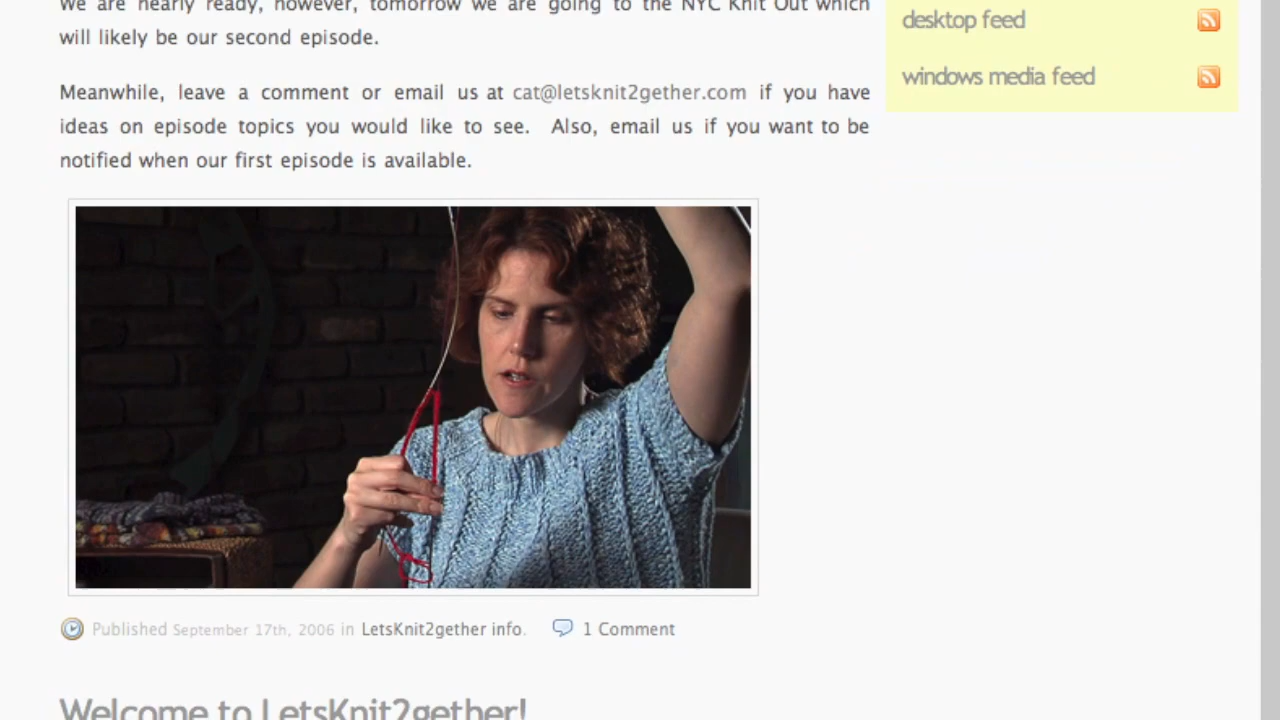 We are nearly ready, however, tomorrow we are going to the NYC Knit Out which
will likely be our second episode.
Meanwhile, leave a comment or email us at cat@letsknit2gether.com if you have
ideas on episode topics you would like to see. Also, email us if you want to be
notified when our first episode is available.
Published September 17th, 2006 in LetsKnit2gether info. 1 Comment
Welcome to LetsKnit2gether!
desktop feed
windows media feed